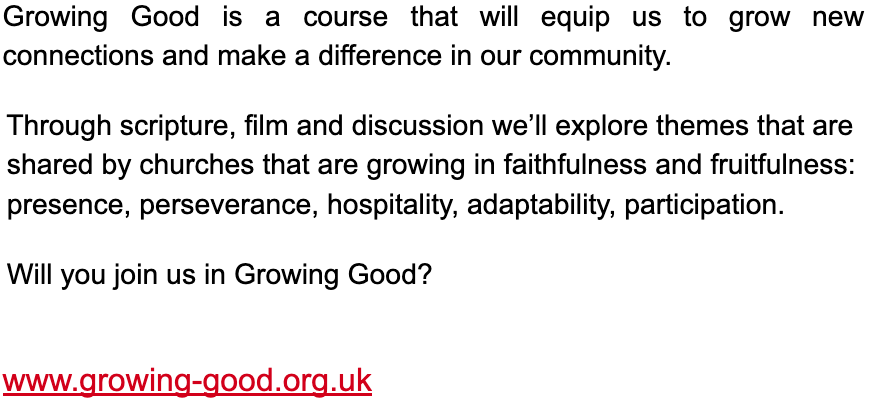 Growing Good is a course that will equip us to grow new
connections and make a difference in our community.
Through scripture, film and discussion we’ll explore themes that are
shared by churches that are growing in faithfulness and fruitfulness:
presence, perseverance, hospitality, adaptability, participation.
Will you join us in Growing Good?
www.growing-good.org.uk